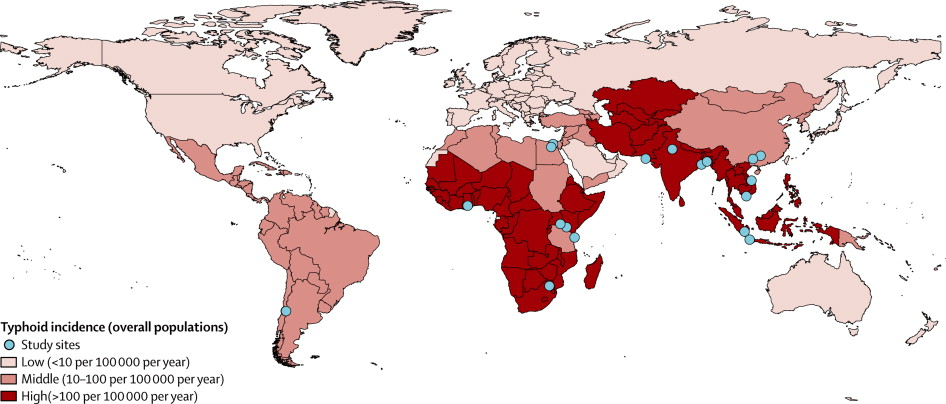 Typhoid incidence (overall populations)
Study sites
Low (<10 per 100 000 per year)
Middle (10–100 per 100 000 per year)
High(>100 per 100 000 per year)